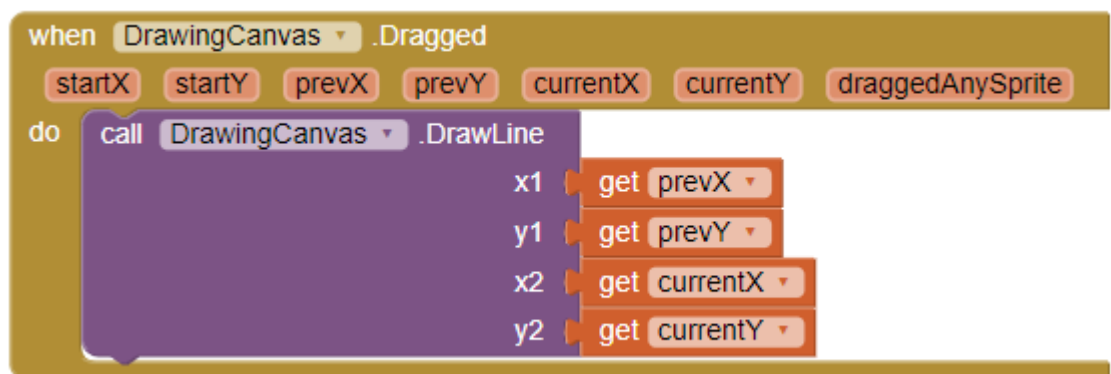 when DrawingCanvas .Dragged
startX startY prevX prevY currentX currentY draggedAnySprite
do call DrawingCanvas .DrawLine
x1 get prevX
y1 get prevY
x2 get currentX
y2 get currentY